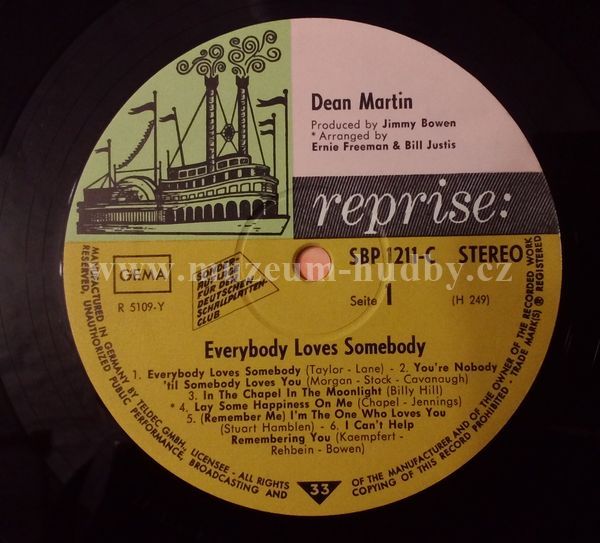 Dean Martin
Produced by Jimmy Bowen
* Arranged by
Ernie Freeman & Bill Justis
reprise:
SBP 1211-C STEREO
GEMA
SONDER-
AUFLAGE
FÜR DEN
DEUTSCHEN
SCHALLPLATTEN-
CLUB
R 5109-Y
Seite 1
(H 249)
Everybody Loves Somebody
1. Everybody Loves Somebody (Taylor - Lane) - 2. You're Nobody
'til Somebody Loves You (Morgan - Stock - Cavanaugh)
3. In The Chapel In The Moonlight (Billy Hill)
* 4. Lay Some Happiness On Me (Chapel - Jennings)
5. (Remember Me) I'm The One Who Loves You
(Stuart Hamblen) - 6. I Can't Help
Remembering You (Kaempfert -
Rehbein - Bowen)
33
MANUFACTURED IN GERMANY BY TELDEC GMBH. LICENSEE - ALL RIGHTS
RESERVED. UNAUTHORIZED PUBLIC PERFORMANCE, BROADCASTING AND
COPYING OF THIS RECORD PROHIBITED - TRADE MARK(S) ® REGISTERED
OF THE MANUFACTURER AND OF THE OWNER OF THE RECORDED WORK
www.muzeum-hudby.cz